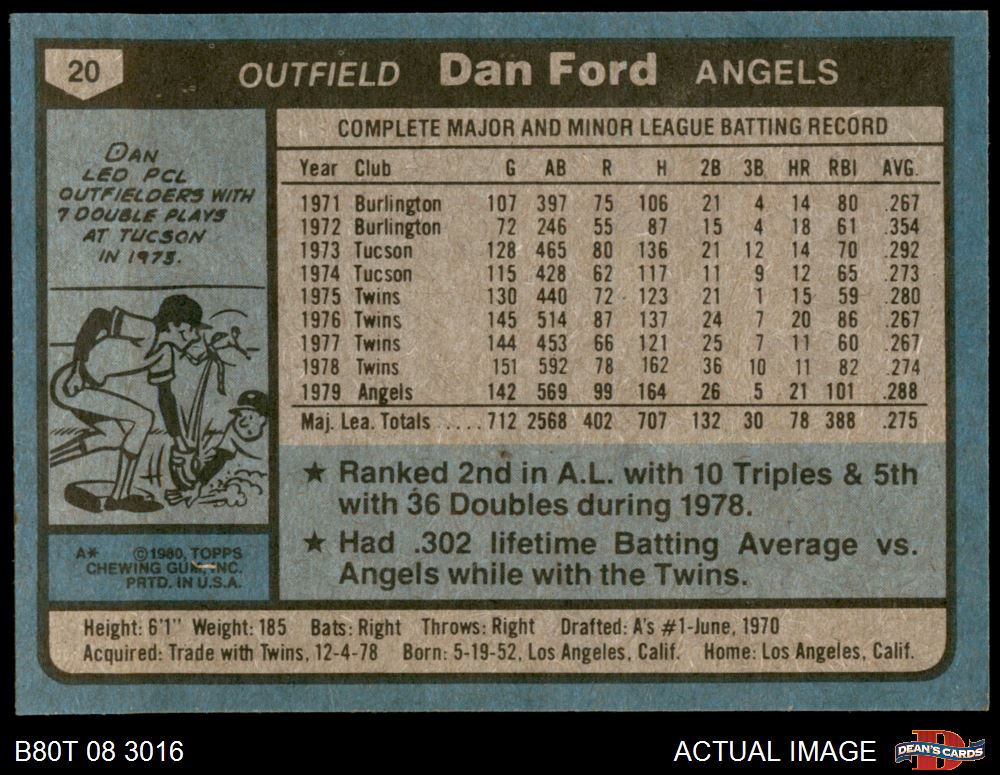 20 OUTFIELD Dan Ford ANGELS
DAN
LED PCL
OUTFIELDERS WITH
7 DOUBLE PLAYS
AT TUCSON
IN 1973.
COMPLETE MAJOR AND MINOR LEAGUE BATTING RECORD
Year Club G AB R H 2B 3B HR RBI AVG.
1971 Burlington 107 397 75 106 21 4 14 80 .267
1972 Burlington 72 246 55 87 15 4 18 61 .354
1973 Tucson 128 465 80 136 21 12 14 70 .292
1974 Tucson 115 428 62 117 11 9 12 65 .273
1975 Twins 130 440 72 123 21 1 15 59 .280
1976 Twins 145 514 87 137 24 7 20 86 .267
1977 Twins 144 453 66 121 25 7 11 60 .267
1978 Twins 151 592 78 162 36 10 11 82 .274
1979 Angels 142 569 99 164 26 5 21 101 .288
Maj. Lea. Totals .....712 2568 402 707 132 30 78 388 .275
★ Ranked 2nd in A.L. with 10 Triples & 5th
with 36 Doubles during 1978.
★ Had .302 lifetime Batting Average vs.
Angels while with the Twins.
A* ©1980, TOPPS
CHEWING GUM, INC.
PRTD. IN U.S.A.
Height: 6'1" Weight: 185 Bats: Right Throws: Right Drafted: A's #1-June, 1970
Acquired: Trade with Twins, 12-4-78 Born: 5-19-52, Los Angeles, Calif. Home: Los Angeles, Calif.
B80T 08 3016
ACTUAL IMAGE
DEAN'S CARDS